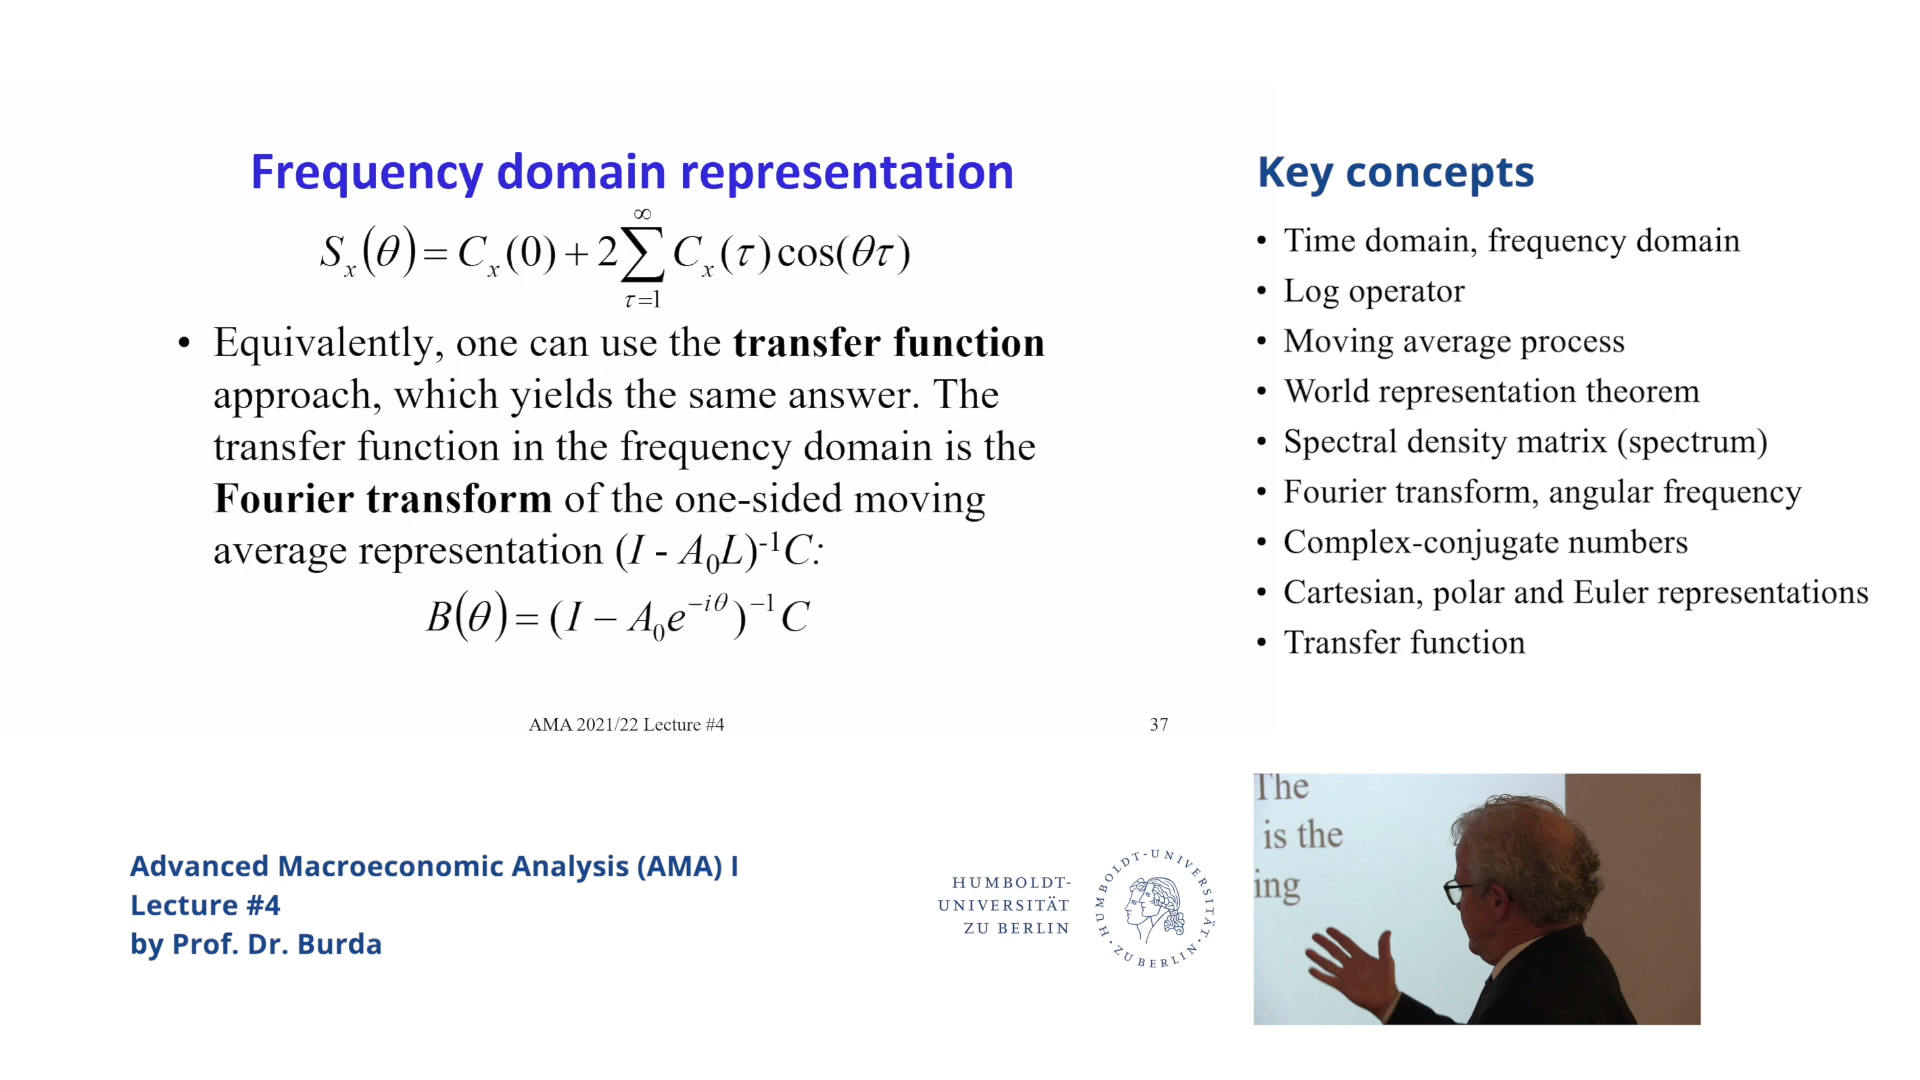 Frequency domain representation
Sₓ(θ) = Cₓ(0) + 2 ∑_{τ=1}^{∞} Cₓ(τ) cos(θτ)
• Equivalently, one can use the transfer function
approach, which yields the same answer. The
transfer function in the frequency domain is the
Fourier transform of the one-sided moving
average representation (I - A₀L)⁻¹C:
B(θ) = (I − A₀e^{−iθ})⁻¹ C
AMA 2021/22 Lecture #4
37
Key concepts
• Time domain, frequency domain
• Log operator
• Moving average process
• World representation theorem
• Spectral density matrix (spectrum)
• Fourier transform, angular frequency
• Complex-conjugate numbers
• Cartesian, polar and Euler representations
• Transfer function
Advanced Macroeconomic Analysis (AMA) I
Lecture #4
by Prof. Dr. Burda
HUMBOLDT-
UNIVERSITÄT
ZU BERLIN
HUMBOLDT-UNIVERSITÄT · ZU BERLIN ·
The
is the
ing